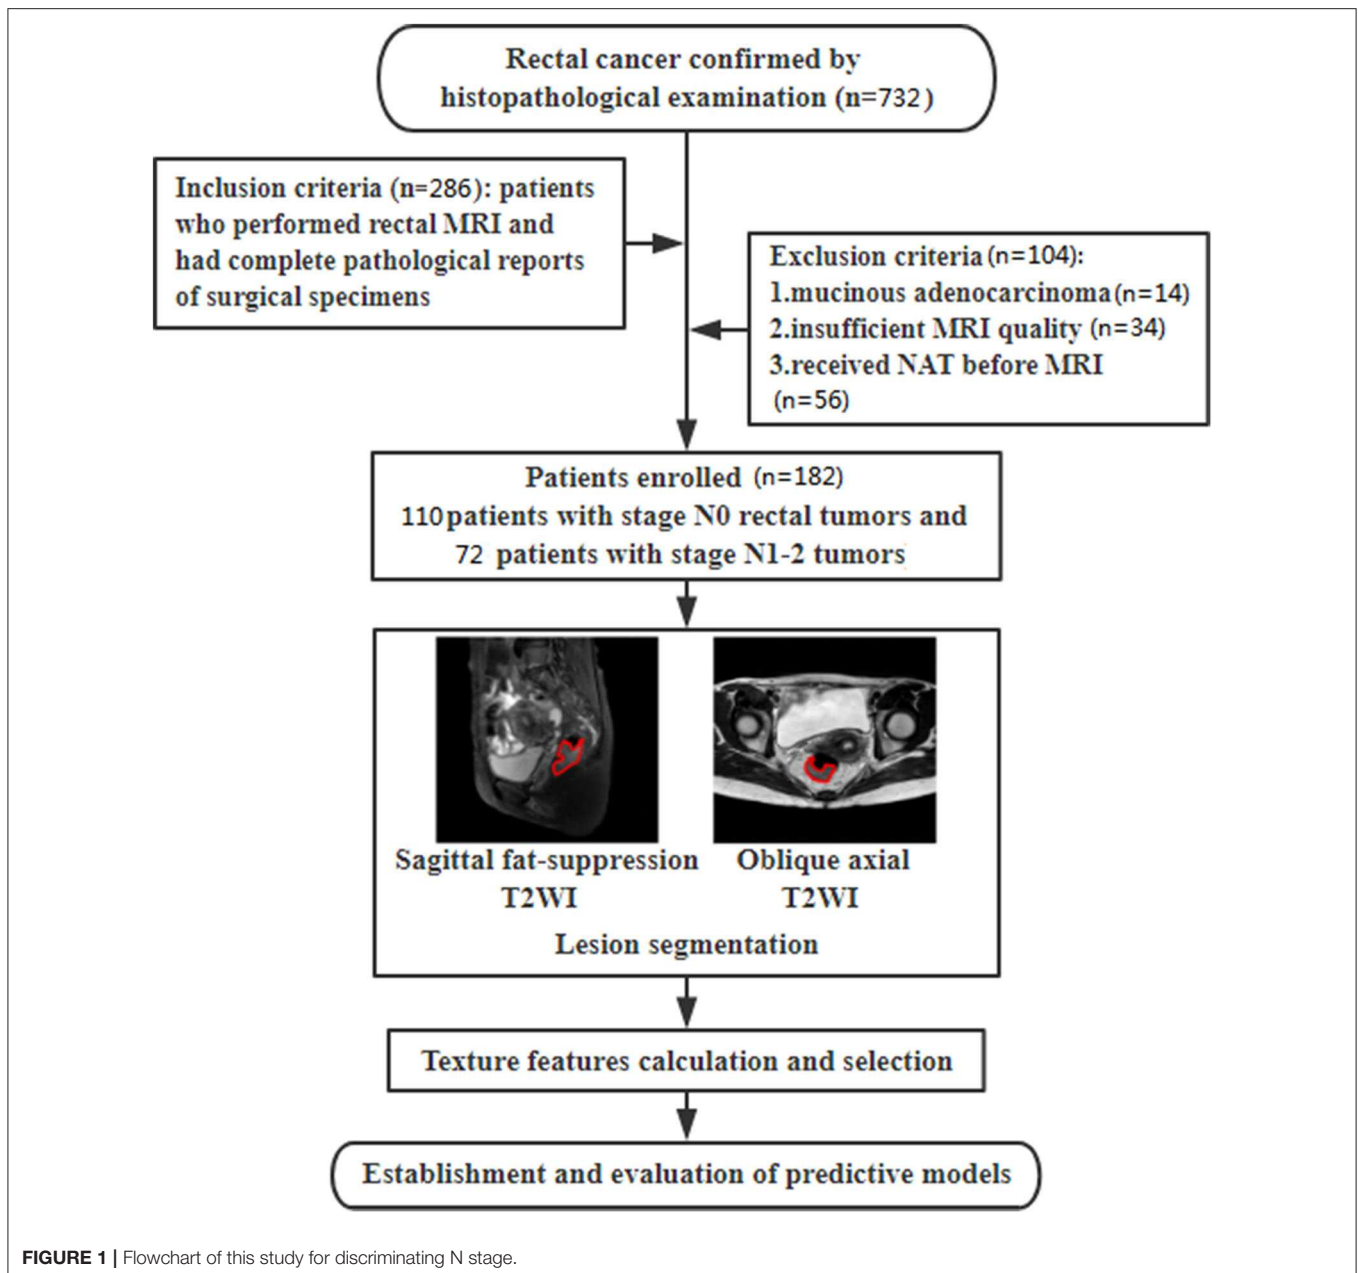 Rectal cancer confirmed by
histopathological examination (n=732)
Inclusion criteria (n=286): patients
who performed rectal MRI and
had complete pathological reports
of surgical specimens
Exclusion criteria (n=104):
1.mucinous adenocarcinoma (n=14)
2.insufficient MRI quality (n=34)
3.received NAT before MRI
(n=56)
Patients enrolled (n=182)
110 patients with stage N0 rectal tumors and
72 patients with stage N1-2 tumors
Sagittal fat-suppression
T2WI
Oblique axial
T2WI
Lesion segmentation
Texture features calculation and selection
Establishment and evaluation of predictive models
FIGURE 1 | Flowchart of this study for discriminating N stage.